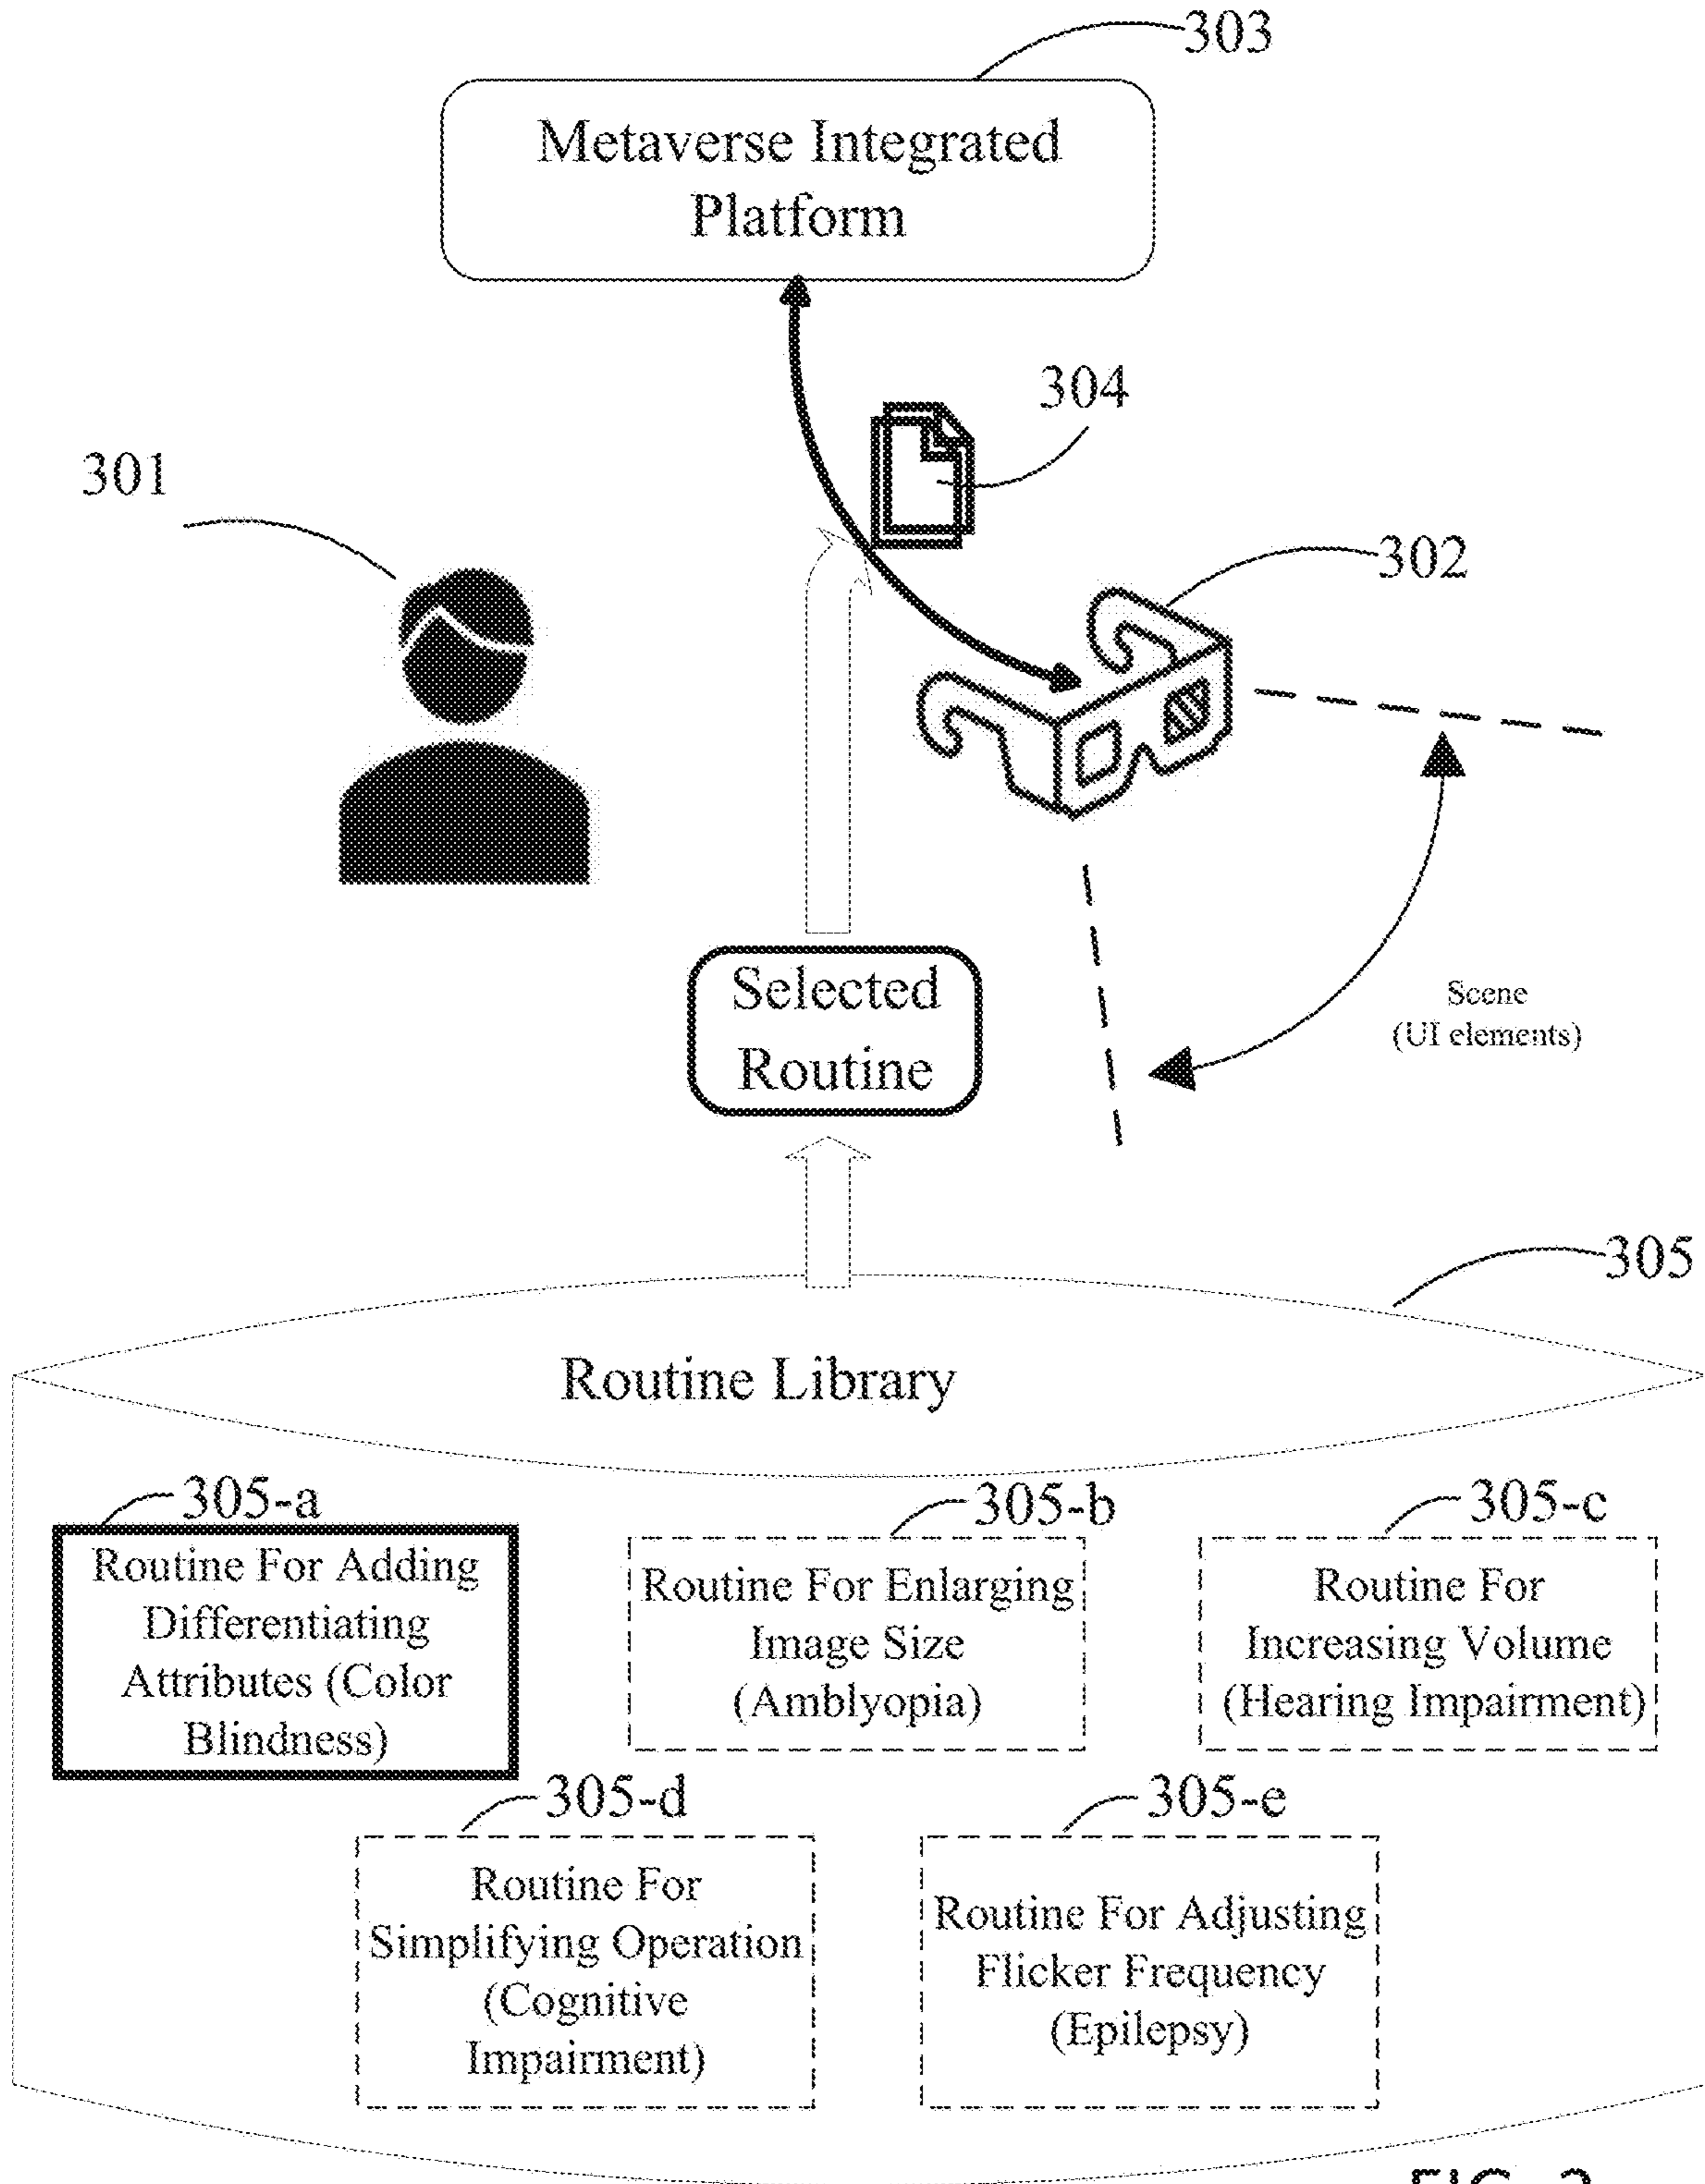 303
Metaverse Integrated
Platform
304
301
302
Selected
Routine
Scene
(UI elements)
305
Routine Library
305-a
Routine For Adding
Differentiating
Attributes (Color
Blindness)
305-b
Routine For Enlarging
Image Size
(Amblyopia)
305-c
Routine For
Increasing Volume
(Hearing Impairment)
305-d
Routine For
Simplifying Operation
(Cognitive
Impairment)
305-e
Routine For Adjusting
Flicker Frequency
(Epilepsy)